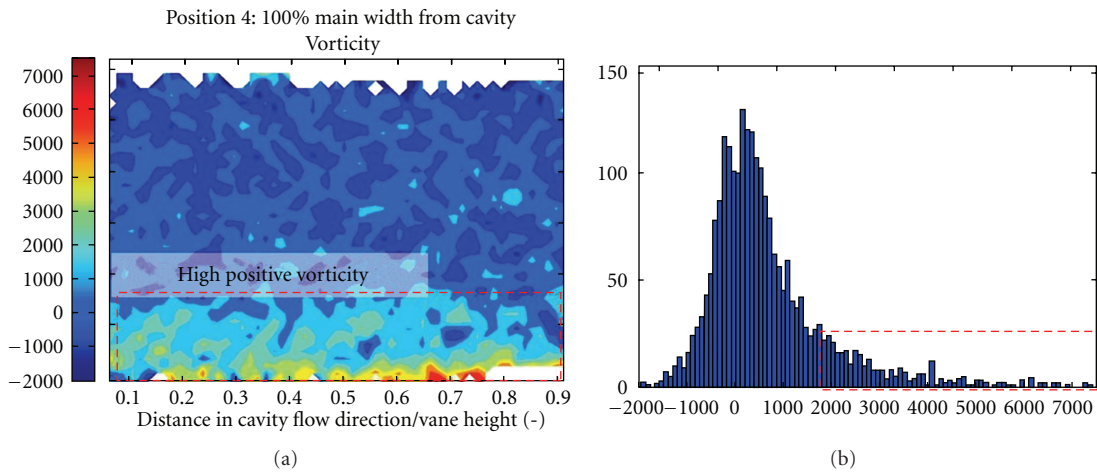 Position 4: 100% main width from cavity
Vorticity
7000
6000
5000
4000
3000
2000
1000
0
−1000
−2000
High positive vorticity
0.1 0.2 0.3 0.4 0.5 0.6 0.7 0.8 0.9
Distance in cavity flow direction/vane height (-)
(a)
150
100
50
0
−2000 −1000 0 1000 2000 3000 4000 5000 6000 7000
(b)